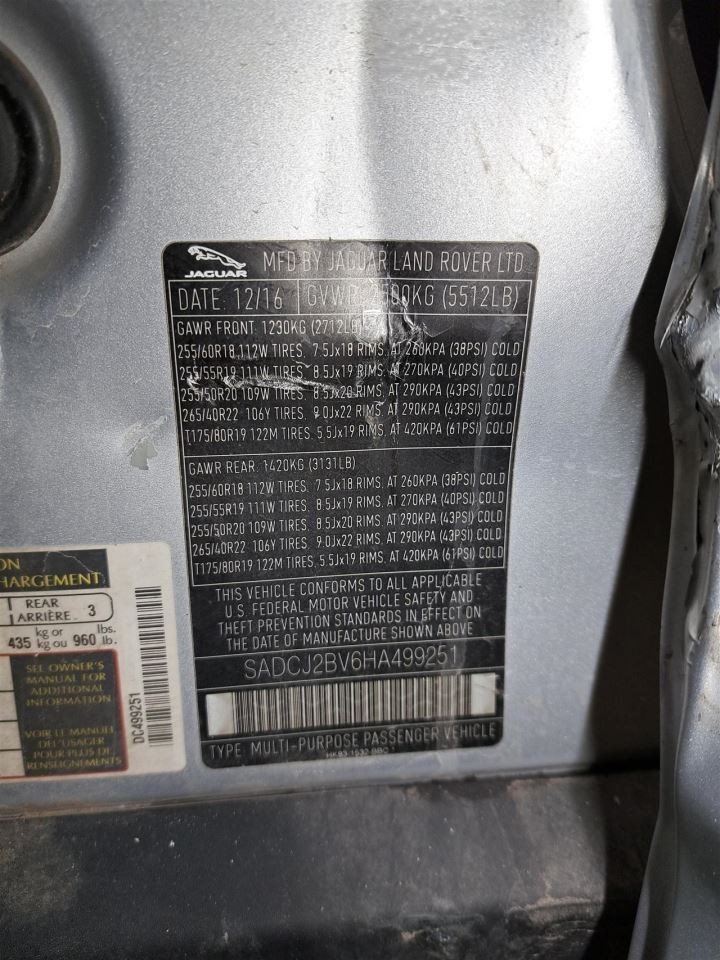 JAGUAR
MFD BY JAGUAR LAND ROVER LTD
DATE: 12/16 GVWR 2500KG (5512LB)
GAWR FRONT: 1230KG (2712LB)
255/60R18 112W TIRES, 7.5Jx18 RIMS, AT 260KPA (38PSI) COLD
255/55R19 111W TIRES, 8.5Jx19 RIMS, AT 270KPA (40PSI) COLD
255/50R20 109W TIRES, 8.5Jx20 RIMS, AT 290KPA (43PSI) COLD
265/40R22 106Y TIRES, 9.0Jx22 RIMS, AT 290KPA (43PSI) COLD
T175/80R19 122M TIRES, 5.5Jx19 RIMS, AT 420KPA (61PSI) COLD
GAWR REAR: 1420KG (3131LB)
255/60R18 112W TIRES, 7.5Jx18 RIMS, AT 260KPA (38PSI) COLD
255/55R19 111W TIRES, 8.5Jx19 RIMS, AT 270KPA (40PSI) COLD
255/50R20 109W TIRES, 8.5Jx20 RIMS, AT 290KPA (43PSI) COLD
265/40R22 106Y TIRES, 9.0Jx22 RIMS, AT 290KPA (43PSI) COLD
T175/80R19 122M TIRES, 5.5Jx19 RIMS, AT 420KPA (61PSI) COLD
THIS VEHICLE CONFORMS TO ALL APPLICABLE
U.S. FEDERAL MOTOR VEHICLE SAFETY AND
THEFT PREVENTION STANDARDS IN EFFECT ON
THE DATE OF MANUFACTURE SHOWN ABOVE
SADCJ2BV6HA499251
TYPE: MULTI-PURPOSE PASSENGER VEHICLE
ION
HARGEMENT
REAR
ARRIÈRE 3
435 kg or kg ou 960 lbs. lb.
SEE OWNER'S
MANUAL FOR
ADDITIONAL
INFORMATION
VOIR LE MANUEL
DEL'USAGER
POUR PLUS DE
RENSEIGNEMENTS
DC499251